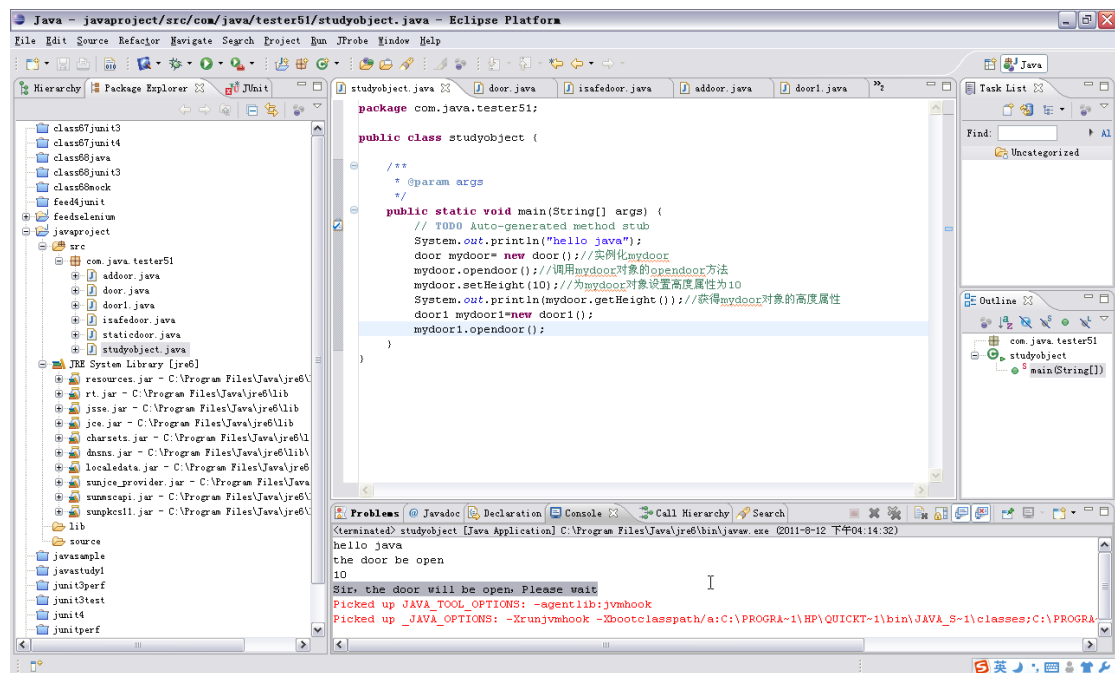 Java - javaproject/src/com/java/tester51/studyobject.java - Eclipse Platform
File Edit Source Refactor Navigate Search Project Run JProbe Window Help
Java
Hierarchy Package Explorer JUnit
class67junit3
class67junit4
class68java
class68junit3
class68mock
feed4junit
feedselenium
javaproject
src
com.java.tester51
addoor.java
door.java
door1.java
isafedoor.java
staticdoor.java
studyobject.java
JRE System Library [jre6]
resources.jar - C:\Program Files\Java\jre6\l
rt.jar - C:\Program Files\Java\jre6\lib
jsse.jar - C:\Program Files\Java\jre6\lib
jce.jar - C:\Program Files\Java\jre6\lib
charsets.jar - C:\Program Files\Java\jre6\l
dnsns.jar - C:\Program Files\Java\jre6\lib\
localedata.jar - C:\Program Files\Java\jre6
sunjce_provider.jar - C:\Program Files\Java
sunmscapi.jar - C:\Program Files\Java\jre6\
sunpkcs11.jar - C:\Program Files\Java\jre6\
lib
source
javasample
javastudy1
junit3perf
junit3test
junit4
junitperf
studyobject.java door.java isafedoor.java addoor.java door1.java »2
package com.java.tester51;
public class studyobject {
/**
* @param args
*/
public static void main(String[] args) {
// TODO Auto-generated method stub
System.out.println("hello java");
door mydoor= new door();//实例化mydoor
mydoor.opendoor();//调用mydoor对象的opendoor方法
mydoor.setHeight(10);//为mydoor对象设置高度属性为10
System.out.println(mydoor.getHeight());//获得mydoor对象的高度属性
door1 mydoor1=new door1();
mydoor1.opendoor();
}
}
Task List
Find: Al
Uncategorized
Outline
com.java.tester51
studyobject
main(String[])
Problems Javadoc Declaration Console Call Hierarchy Search
<terminated> studyobject [Java Application] C:\Program Files\Java\jre6\bin\javaw.exe (2011-8-12 下午04:14:32)
hello java
the door be open
10
Sir, the door will be open, Please wait
Picked up JAVA_TOOL_OPTIONS: -agentlib:jvmhook
Picked up _JAVA_OPTIONS: -Xrunjvmhook -Xbootclasspath/a:C:\PROGRA~1\HP\QUICKT~1\bin\JAVA_S~1\classes;C:\PROGRA~
英